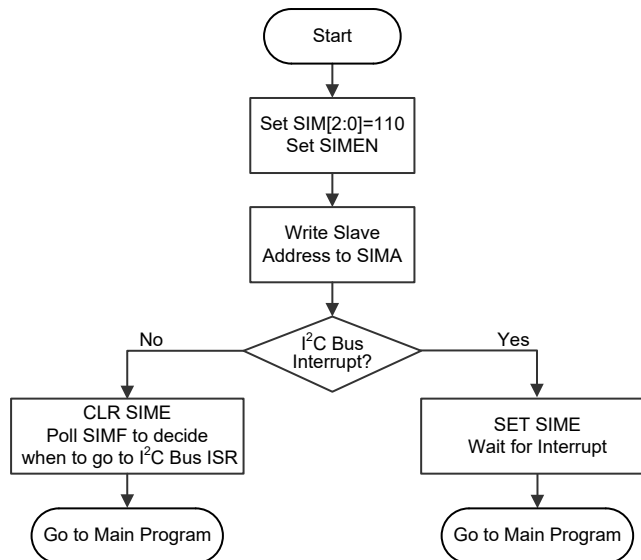 Start
Set SIM[2:0]=110
Set SIMEN
Write Slave
Address to SIMA
I²C Bus
Interrupt?
No
Yes
CLR SIME
Poll SIMF to decide
when to go to I²C Bus ISR
SET SIME
Wait for Interrupt
Go to Main Program
Go to Main Program